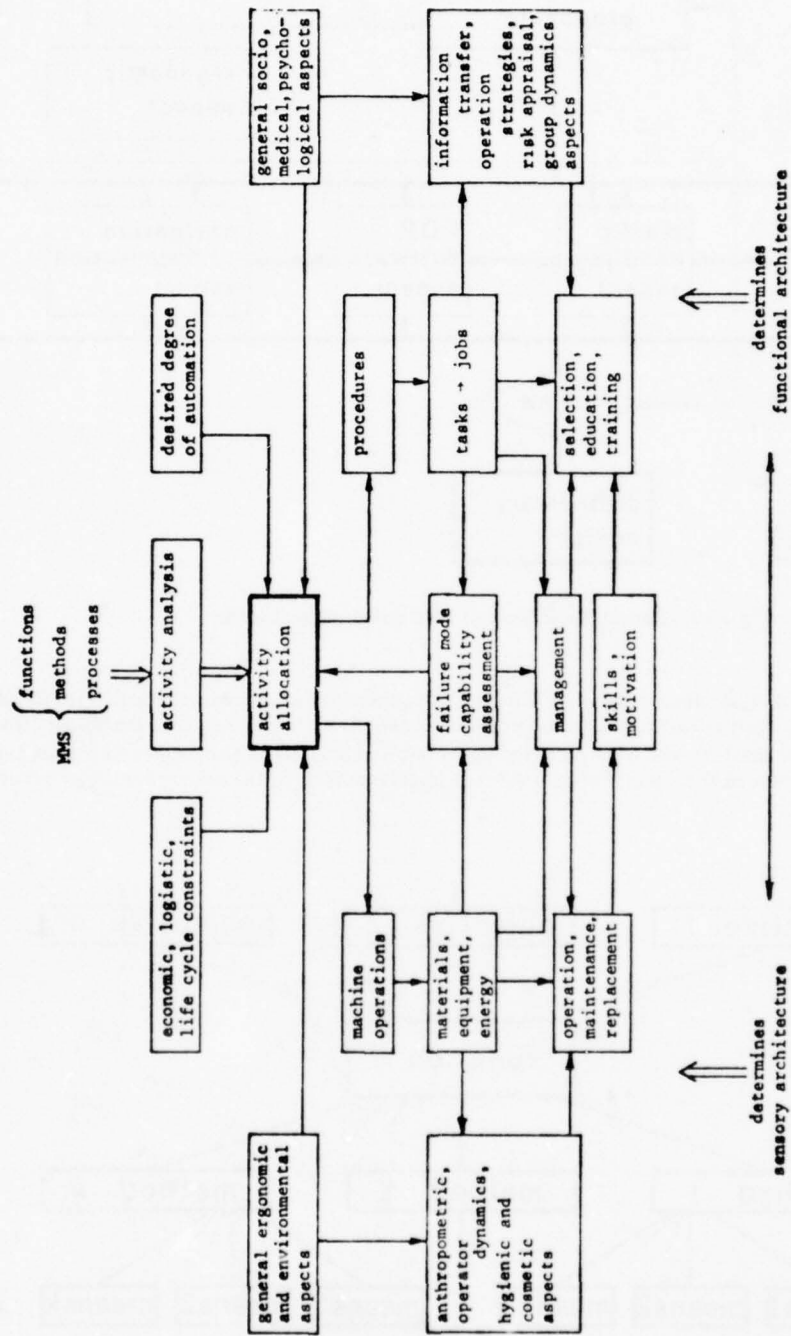 MMS
functions
methods
processes
economic, logistic,
life cycle constraints
activity analysis
desired degree
of automation
general ergonomic
and environmental
aspects
activity
allocation
general socio,
medical, psycho-
logical aspects
machine
operations
procedures
anthropometric,
operator
dynamics,
hygienic and
cosmetic
aspects
materials,
equipment,
energy
failure mode
capability
assessment
tasks → jobs
information
transfer,
operation
strategies,
risk appraisal,
group dynamics
aspects
operation,
maintenance,
replacement
management
selection,
education,
training
skills,
motivation
determines
sensory architecture
determines
functional architecture